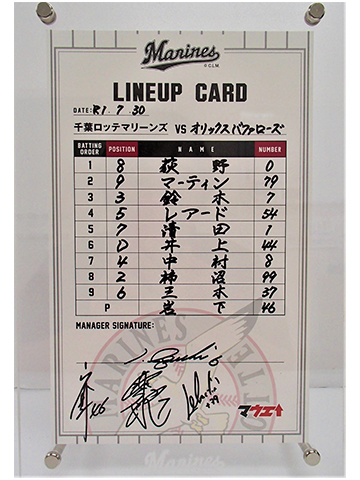 Marines
© C.L.M.
LINEUP CARD
DATE: R1. 7. 30
千葉ロッテマリーンズ VS オリックスバファローズ
BATTING ORDER POSITION NAME NUMBER
1 8 荻野 0
2 9 マーティン 79
3 3 鈴木 7
4 5 レアード 54
5 7 清田 1
6 D 井上 44
7 4 中村 8
8 2 柿沼 99
9 6 三木 37
P 岩下 46
MANAGER SIGNATURE:
マウエ
Marines